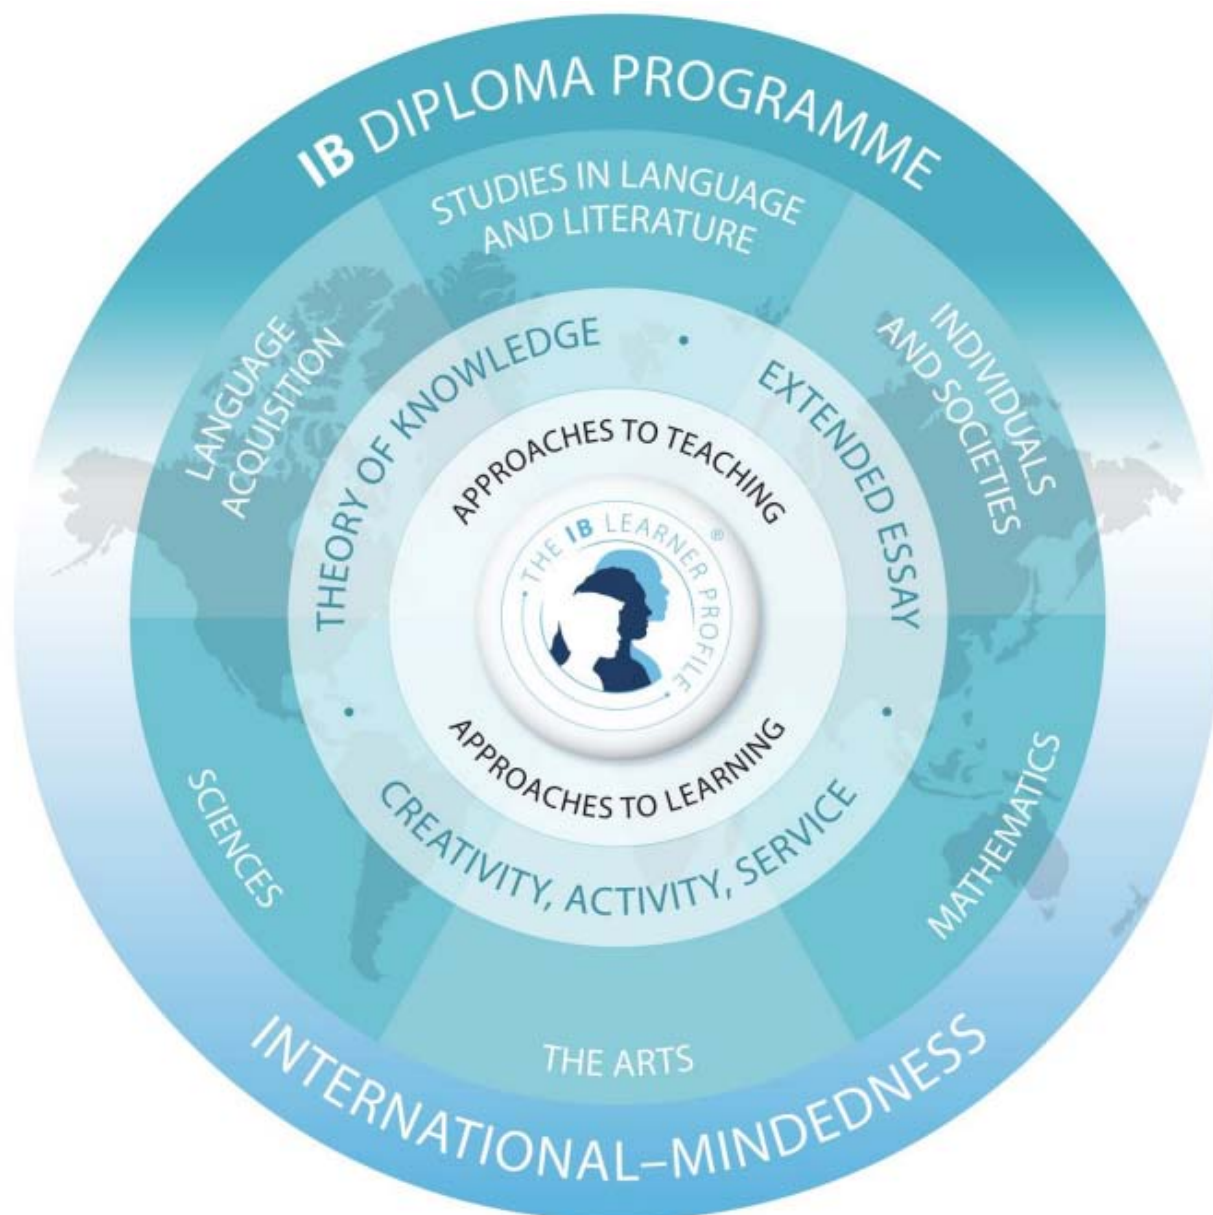 IB DIPLOMA PROGRAMME
STUDIES IN LANGUAGE
AND LITERATURE
LANGUAGE
ACQUISITION
INDIVIDUALS
AND SOCIETIES
THEORY OF KNOWLEDGE
•
EXTENDED ESSAY
APPROACHES TO TEACHING
• THE IB LEARNER PROFILE •
®
APPROACHES TO LEARNING
•
•
CREATIVITY, ACTIVITY, SERVICE
SCIENCES
MATHEMATICS
THE ARTS
INTERNATIONAL–MINDEDNESS